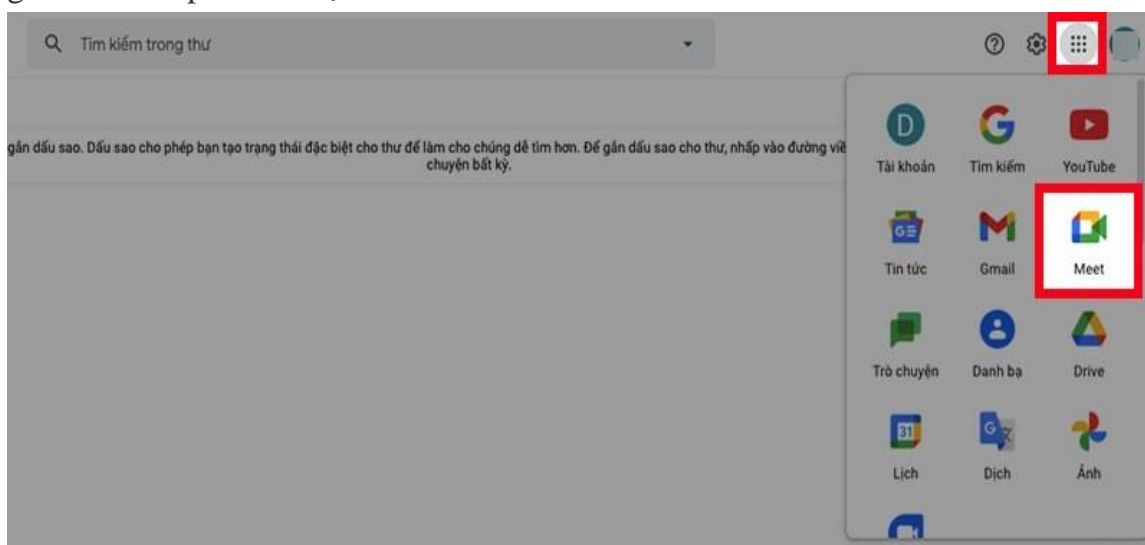 Tìm kiếm trong thư
gắn dấu sao. Dấu sao cho phép bạn tạo trạng thái đặc biệt cho thư để làm cho chúng dễ tìm hơn. Để gắn dấu sao cho thư, nhấp vào đường viề
chuyện bất kỳ.
D
Tài khoản
Tìm kiếm
YouTube
GE
Tin tức
Gmail
Meet
Trò chuyện
Danh bạ
Drive
31
Lịch
G
Dịch
Ảnh